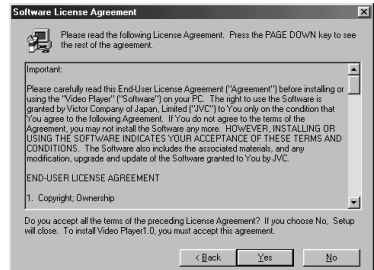 Software License Agreement
Please read the following License Agreement. Press the PAGE DOWN key to see
the rest of the agreement.
Important:
Please carefully read this End-User License Agreement ("Agreement") before installing or
using the "Video Player" ("Software") on your PC. The right to use the Software is
granted by Victor Company of Japan, Limited ("JVC") to You only on the condition that
You agree to the following Agreement. If You do not agree to the terms of the
Agreement, you may not install the Software any more. HOWEVER, INSTALLING OR
USING THE SOFTWARE INDICATES YOUR ACCEPTANCE OF THESE TERMS AND
CONDITIONS. The Software also includes the associated materials, and any
modification, upgrade and update of the Software granted to You by JVC.
END-USER LICENSE AGREEMENT
1. Copyright; Ownership
Do you accept all the terms of the preceding License Agreement? If you choose No, Setup
will close. To install Video Player1.0, you must accept this agreement.
< Back
Yes
No